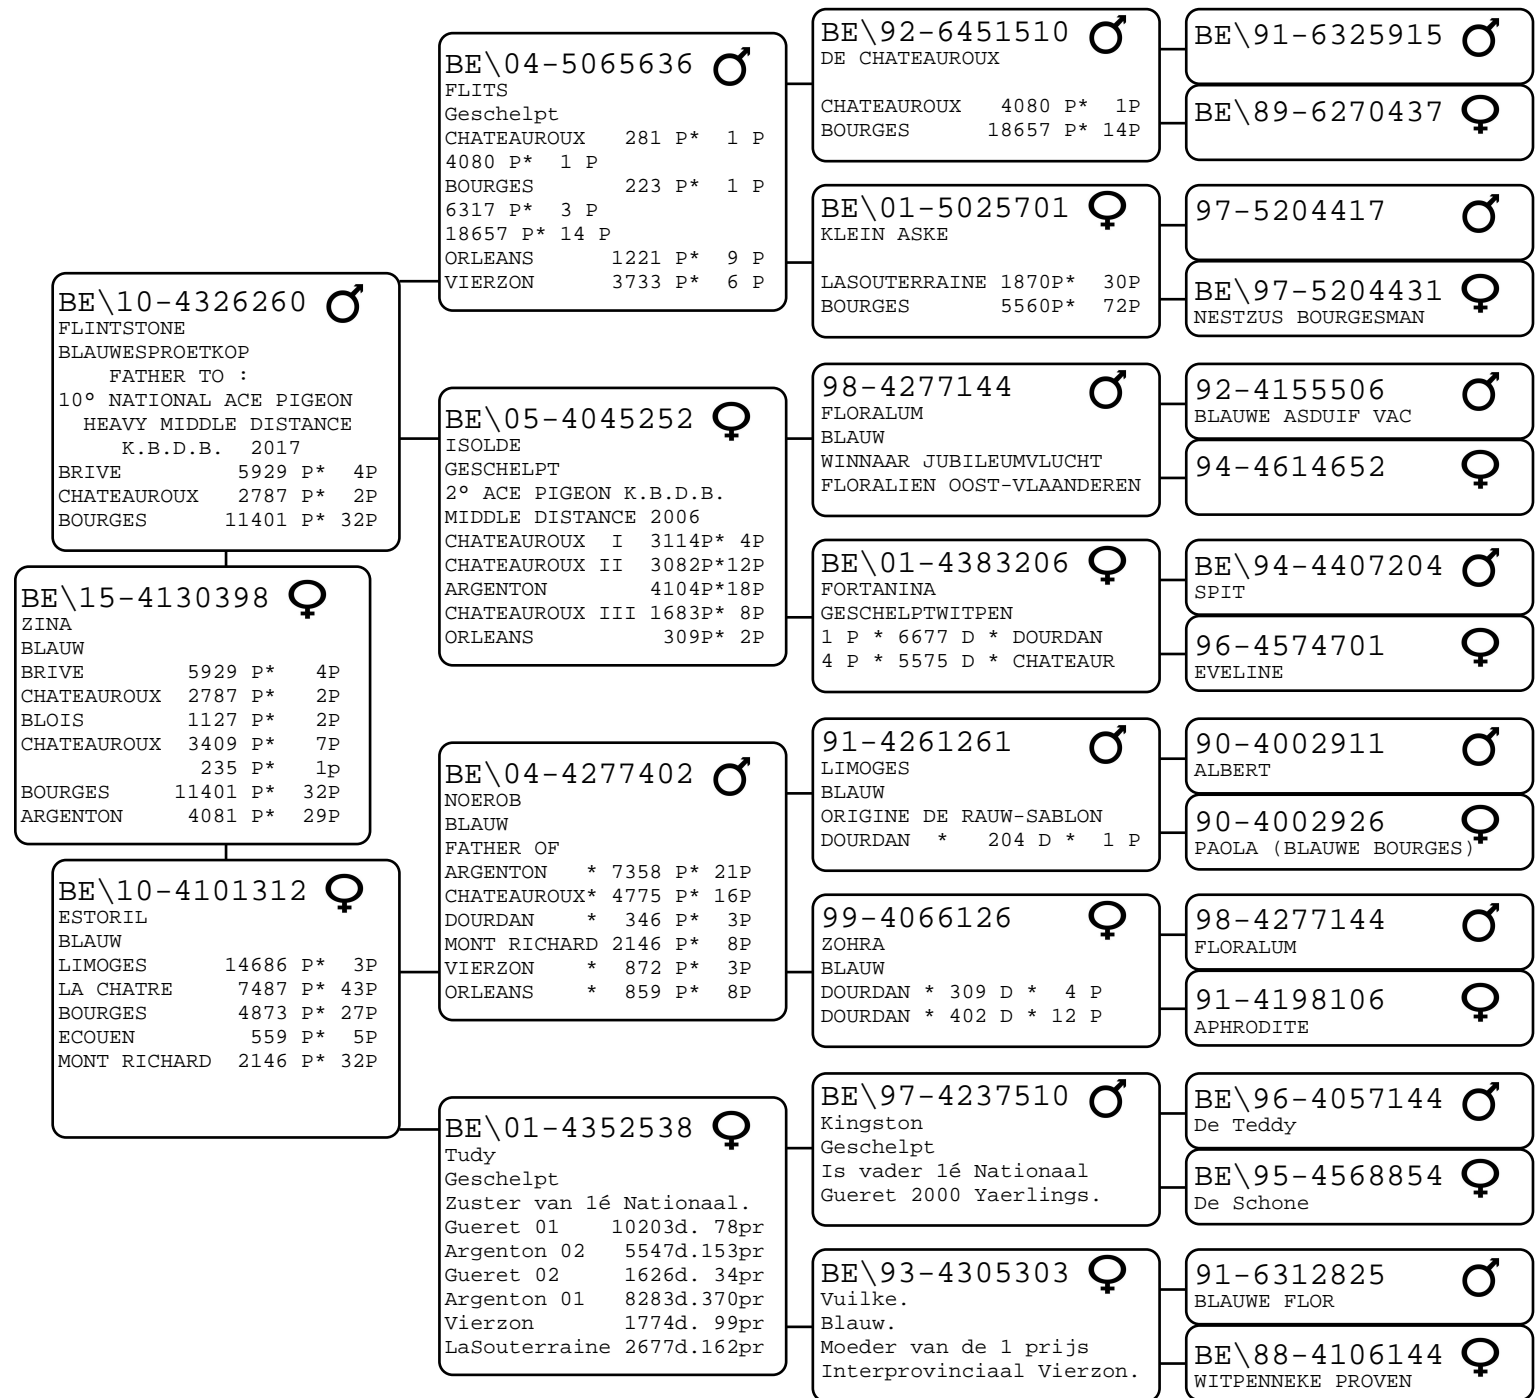 BE\15-4130398
ZINA
BLAUW
BRIVE 5929 P* 4P
CHATEAUROUX 2787 P* 2P
BLOIS 1127 P* 2P
CHATEAUROUX 3409 P* 7P
235 P* 1p
BOURGES 11401 P* 32P
ARGENTON 4081 P* 29P
BE\10-4326260
FLINTSTONE
BLAUWESPROETKOP
FATHER TO :
10° NATIONAL ACE PIGEON
HEAVY MIDDLE DISTANCE
K.B.D.B. 2017
BRIVE 5929 P* 4P
CHATEAUROUX 2787 P* 2P
BOURGES 11401 P* 32P
BE\10-4101312
ESTORIL
BLAUW
LIMOGES 14686 P* 3P
LA CHATRE 7487 P* 43P
BOURGES 4873 P* 27P
ECOUEN 559 P* 5P
MONT RICHARD 2146 P* 32P
BE\04-5065636
FLITS
Geschelpt
CHATEAUROUX 281 P* 1 P
4080 P* 1 P
BOURGES 223 P* 1 P
6317 P* 3 P
18657 P* 14 P
ORLEANS 1221 P* 9 P
VIERZON 3733 P* 6 P
BE\05-4045252
ISOLDE
GESCHELPT
2° ACE PIGEON K.B.D.B.
MIDDLE DISTANCE 2006
CHATEAUROUX I 3114P* 4P
CHATEAUROUX II 3082P*12P
ARGENTON 4104P*18P
CHATEAUROUX III 1683P* 8P
ORLEANS 309P* 2P
BE\04-4277402
NOEROB
BLAUW
FATHER OF
ARGENTON * 7358 P* 21P
CHATEAUROUX* 4775 P* 16P
DOURDAN * 346 P* 3P
MONT RICHARD 2146 P* 8P
VIERZON * 872 P* 3P
ORLEANS * 859 P* 8P
BE\01-4352538
Tudy
Geschelpt
Zuster van 1é Nationaal.
Gueret 01 10203d. 78pr
Argenton 02 5547d.153pr
Gueret 02 1626d. 34pr
Argenton 01 8283d.370pr
Vierzon 1774d. 99pr
LaSouterraine 2677d.162pr
BE\92-6451510
DE CHATEAUROUX
CHATEAUROUX 4080 P* 1P
BOURGES 18657 P* 14P
BE\01-5025701
KLEIN ASKE
LASOUTERRAINE 1870P* 30P
BOURGES 5560P* 72P
98-4277144
FLORALUM
BLAUW
WINNAAR JUBILEUMVLUCHT
FLORALIEN OOST-VLAANDEREN
BE\01-4383206
FORTANINA
GESCHELPTWITPEN
1 P * 6677 D * DOURDAN
4 P * 5575 D * CHATEAUR
91-4261261
LIMOGES
BLAUW
ORIGINE DE RAUW-SABLON
DOURDAN * 204 D * 1 P
99-4066126
ZOHRA
BLAUW
DOURDAN * 309 D * 4 P
DOURDAN * 402 D * 12 P
BE\97-4237510
Kingston
Geschelpt
Is vader 1é Nationaal
Gueret 2000 Yaerlings.
BE\93-4305303
Vuilke.
Blauw.
Moeder van de 1 prijs
Interprovinciaal Vierzon.
BE\91-6325915
BE\89-6270437
97-5204417
BE\97-5204431
NESTZUS BOURGESMAN
92-4155506
BLAUWE ASDUIF VAC
94-4614652
BE\94-4407204
SPIT
96-4574701
EVELINE
90-4002911
ALBERT
90-4002926
PAOLA (BLAUWE BOURGES)
98-4277144
FLORALUM
91-4198106
APHRODITE
BE\96-4057144
De Teddy
BE\95-4568854
De Schone
91-6312825
BLAUWE FLOR
BE\88-4106144
WITPENNEKE PROVEN